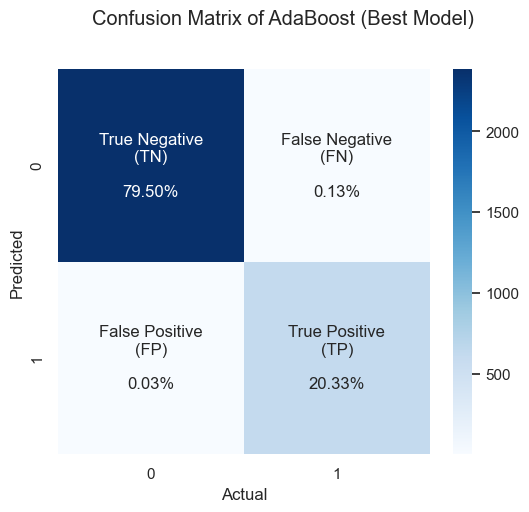 Confusion Matrix of AdaBoost (Best Model)
True Negative
(TN)
79.50%
False Negative
(FN)
0.13%
False Positive
(FP)
0.03%
True Positive
(TP)
20.33%
0
1
Predicted
0
1
Actual
2000
1500
1000
500